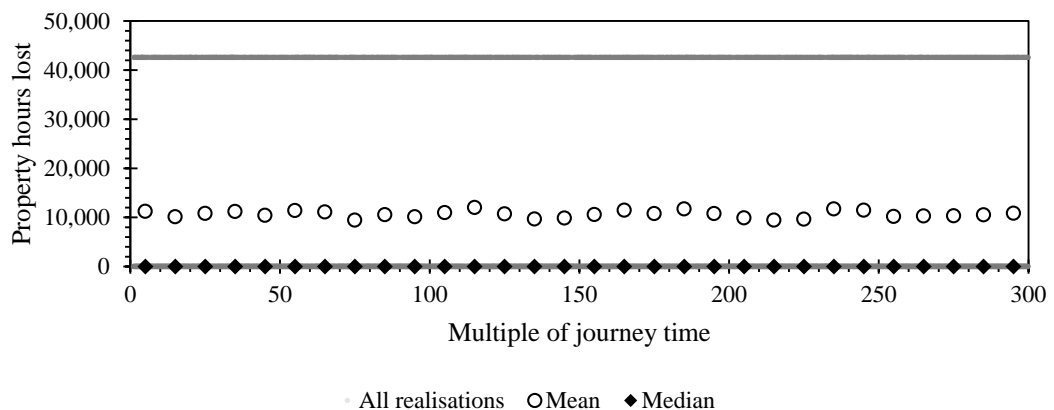 50,000
40,000
30,000
20,000
10,000
0
Property hours lost
0 50 100 150 200 250 300
Multiple of journey time
All realisations Mean Median